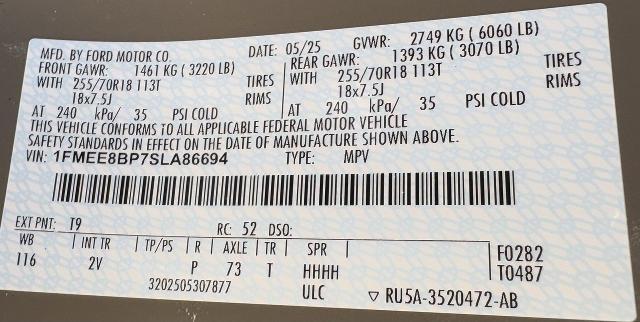 MFD. BY FORD MOTOR CO. DATE: 05/25 GVWR: 2749 KG ( 6060 LB)
FRONT GAWR: 1461 KG ( 3220 LB) REAR GAWR: 1393 KG ( 3070 LB)
WITH 255/70R18 113T TIRES WITH 255/70R18 113T TIRES
18x7.5J RIMS 18x7.5J RIMS
AT 240 kPa/ 35 PSI COLD AT 240 kPa/ 35 PSI COLD
THIS VEHICLE CONFORMS TO ALL APPLICABLE FEDERAL MOTOR VEHICLE
SAFETY STANDARDS IN EFFECT ON THE DATE OF MANUFACTURE SHOWN ABOVE.
VIN: 1FMEE8BP7SLA86694 TYPE: MPV
EXT PNT: T9 RC: 52 DSO:
WB INT TR TP/PS R AXLE TR SPR F0282
116 2V P 73 T HHHH T0487
3202505307877 ULC ▽ RU5A-3520472-AB